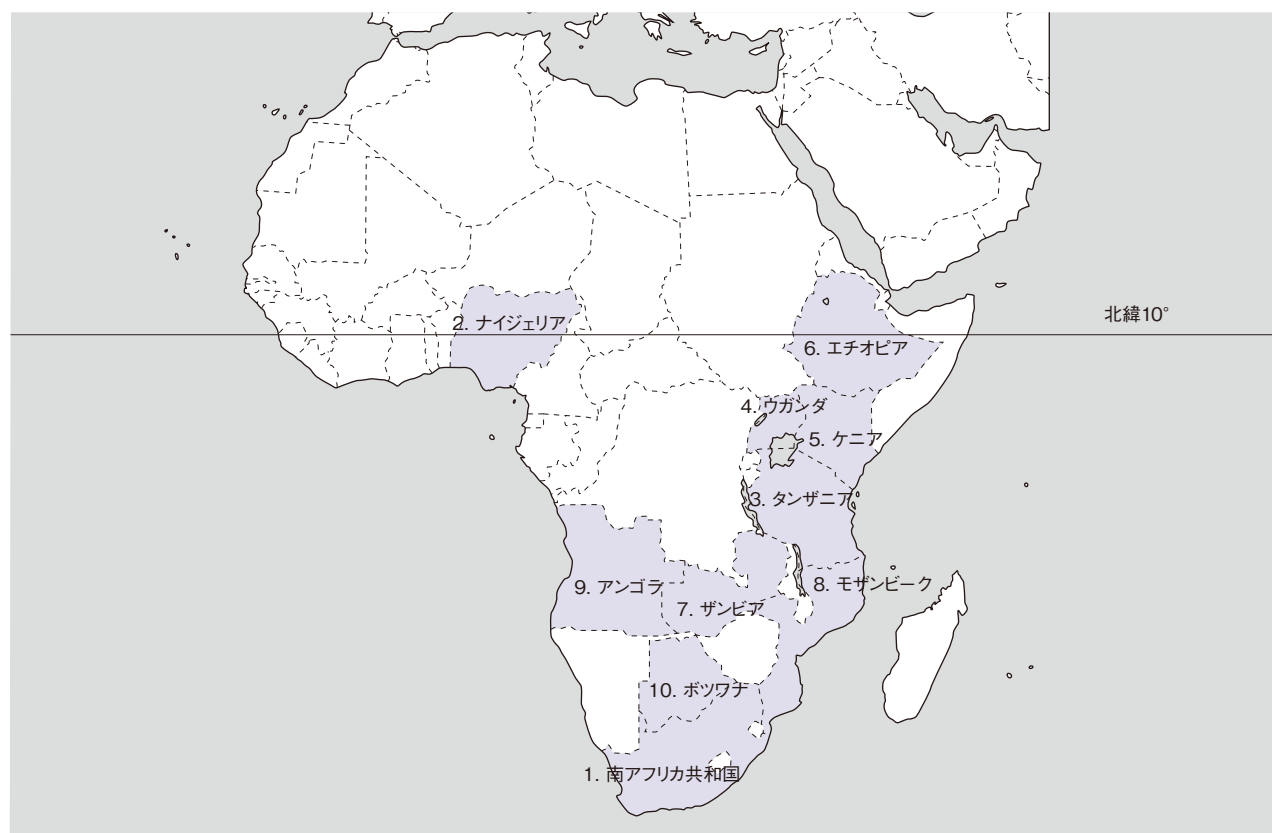 北緯10°
2. ナイジェリア
6. エチオピア
4. ウガンダ
5. ケニア
3. タンザニア
9. アンゴラ
8. モザンビーク
7. ザンビア
10. ボツワナ
1. 南アフリカ共和国